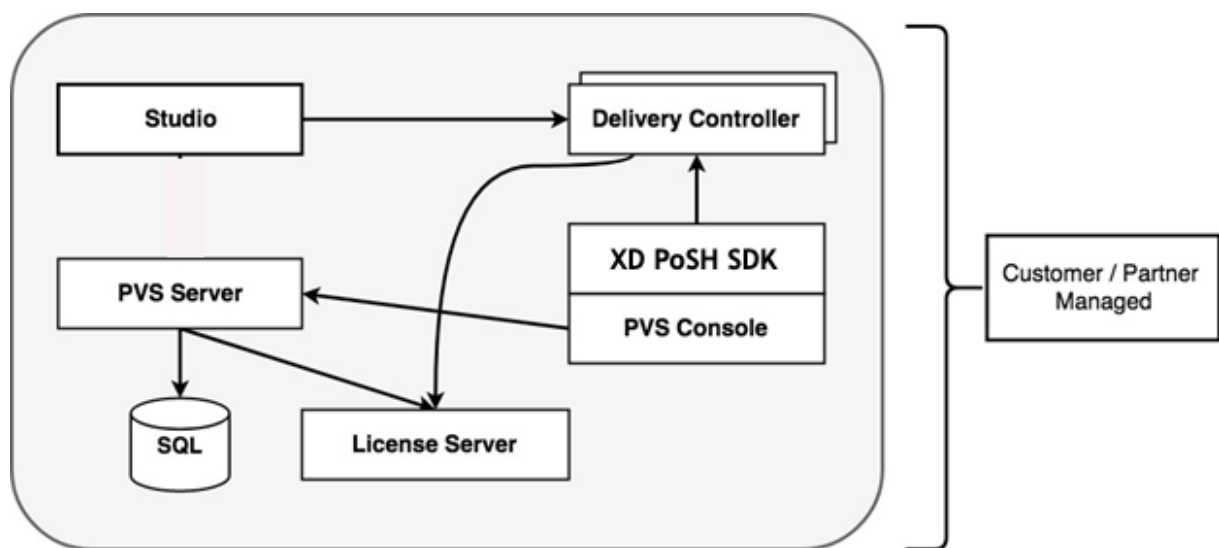 Studio
Delivery Controller
XD PoSH SDK
PVS Server
PVS Console
SQL
License Server
Customer / Partner
Managed